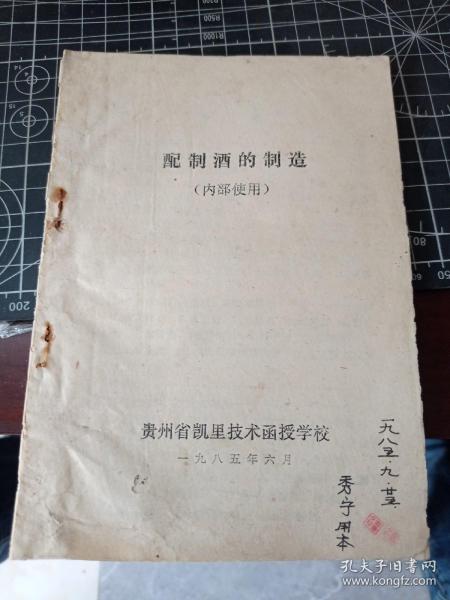 配制酒的制造
（内部使用）
贵州省凯里技术函授学校
一九八五年六月
一九八五.九.廿五.
秀宁用本
孔夫子旧书网
www.kongfz.com